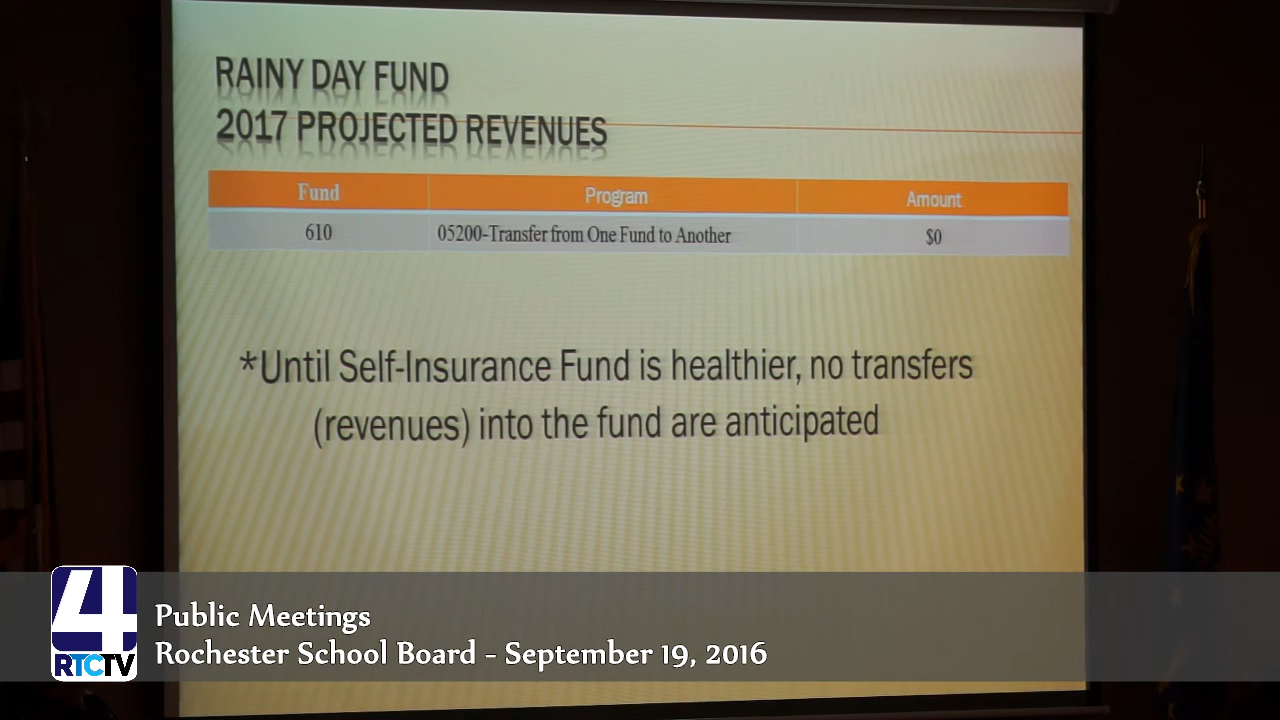 RAINY DAY FUND
2017 PROJECTED REVENUES
Fund Program Amount
610 05200-Transfer from One Fund to Another $0
*Until Self-Insurance Fund is healthier, no transfers
(revenues) into the fund are anticipated
4
RTCTV
Public Meetings
Rochester School Board - September 19, 2016